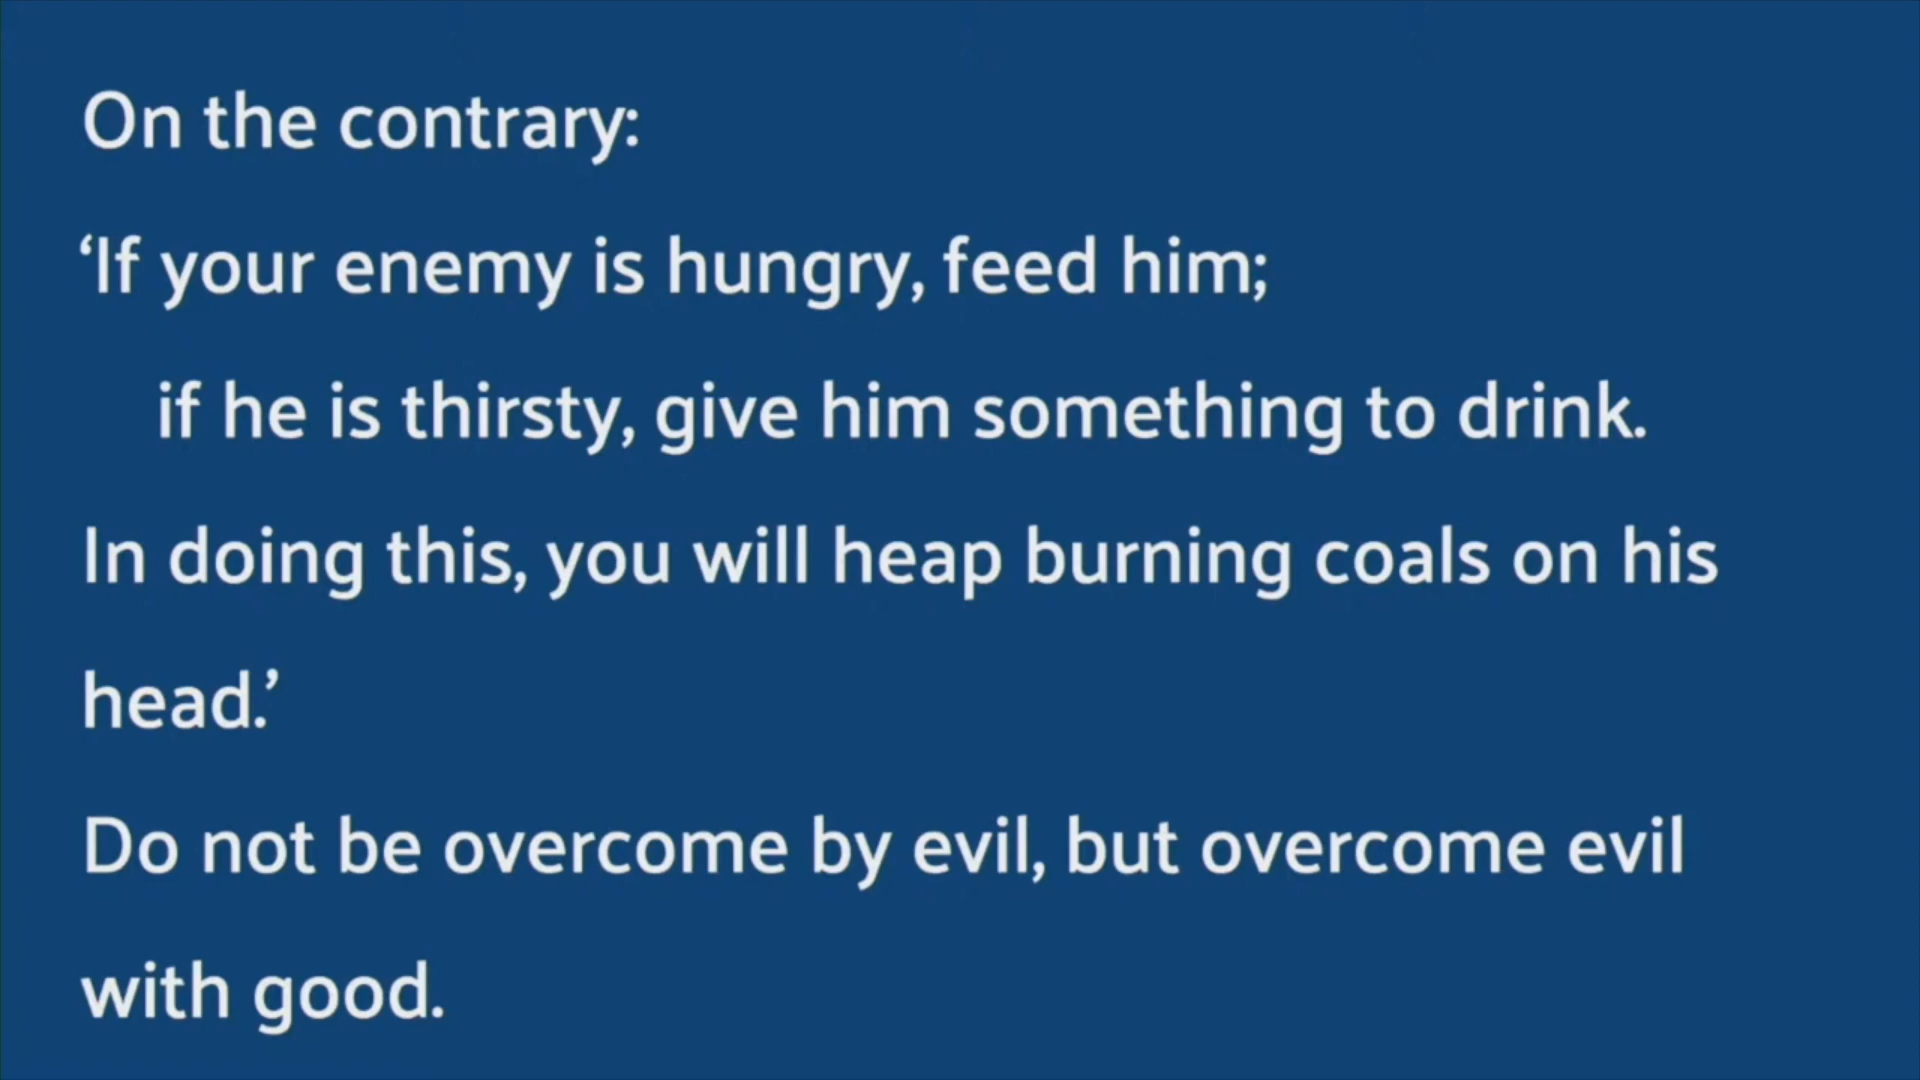 On the contrary:
‘If your enemy is hungry, feed him;
if he is thirsty, give him something to drink.
In doing this, you will heap burning coals on his
head.’
Do not be overcome by evil, but overcome evil
with good.